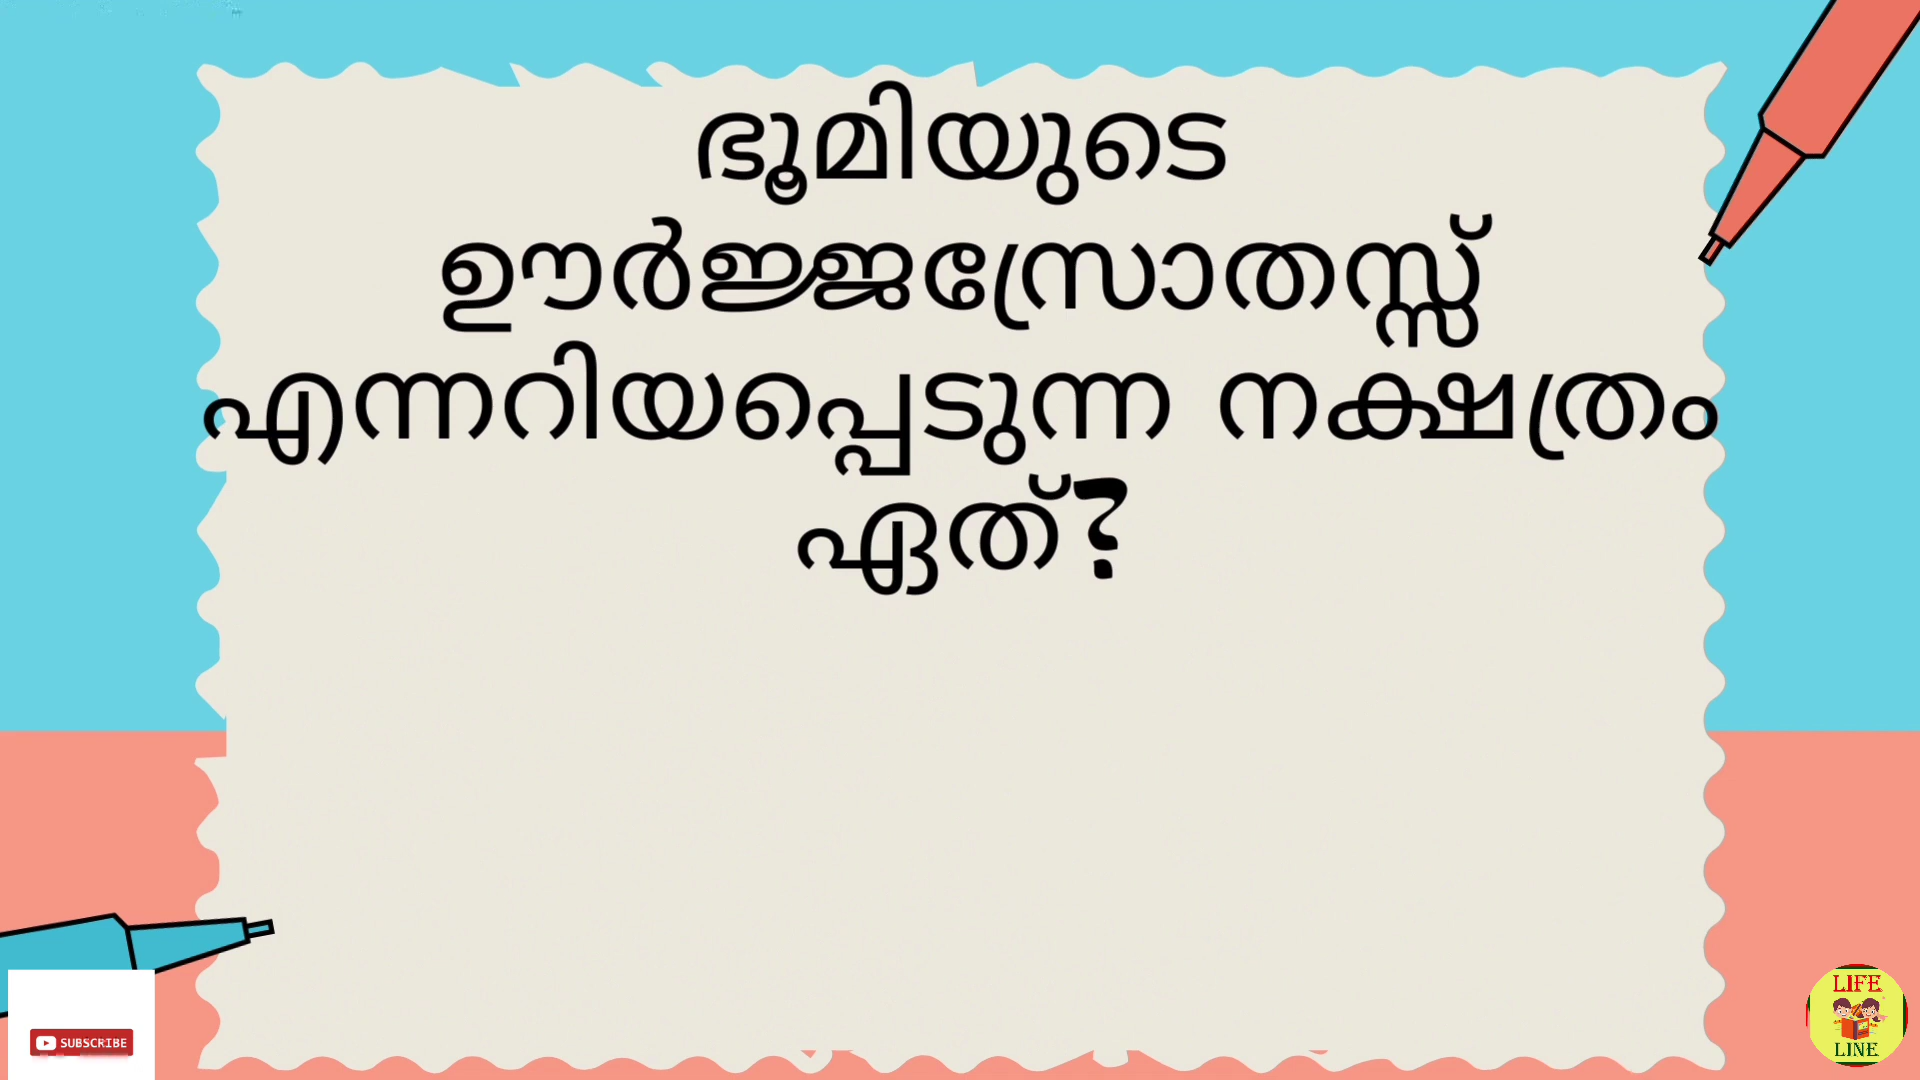 ഭൂമിയുടെ
ഊർജ്ജസ്രോതസ്സ്
എന്നറിയപ്പെടുന്ന നക്ഷത്രം
ഏത്?
SUBSCRIBE
LIFE
LINE